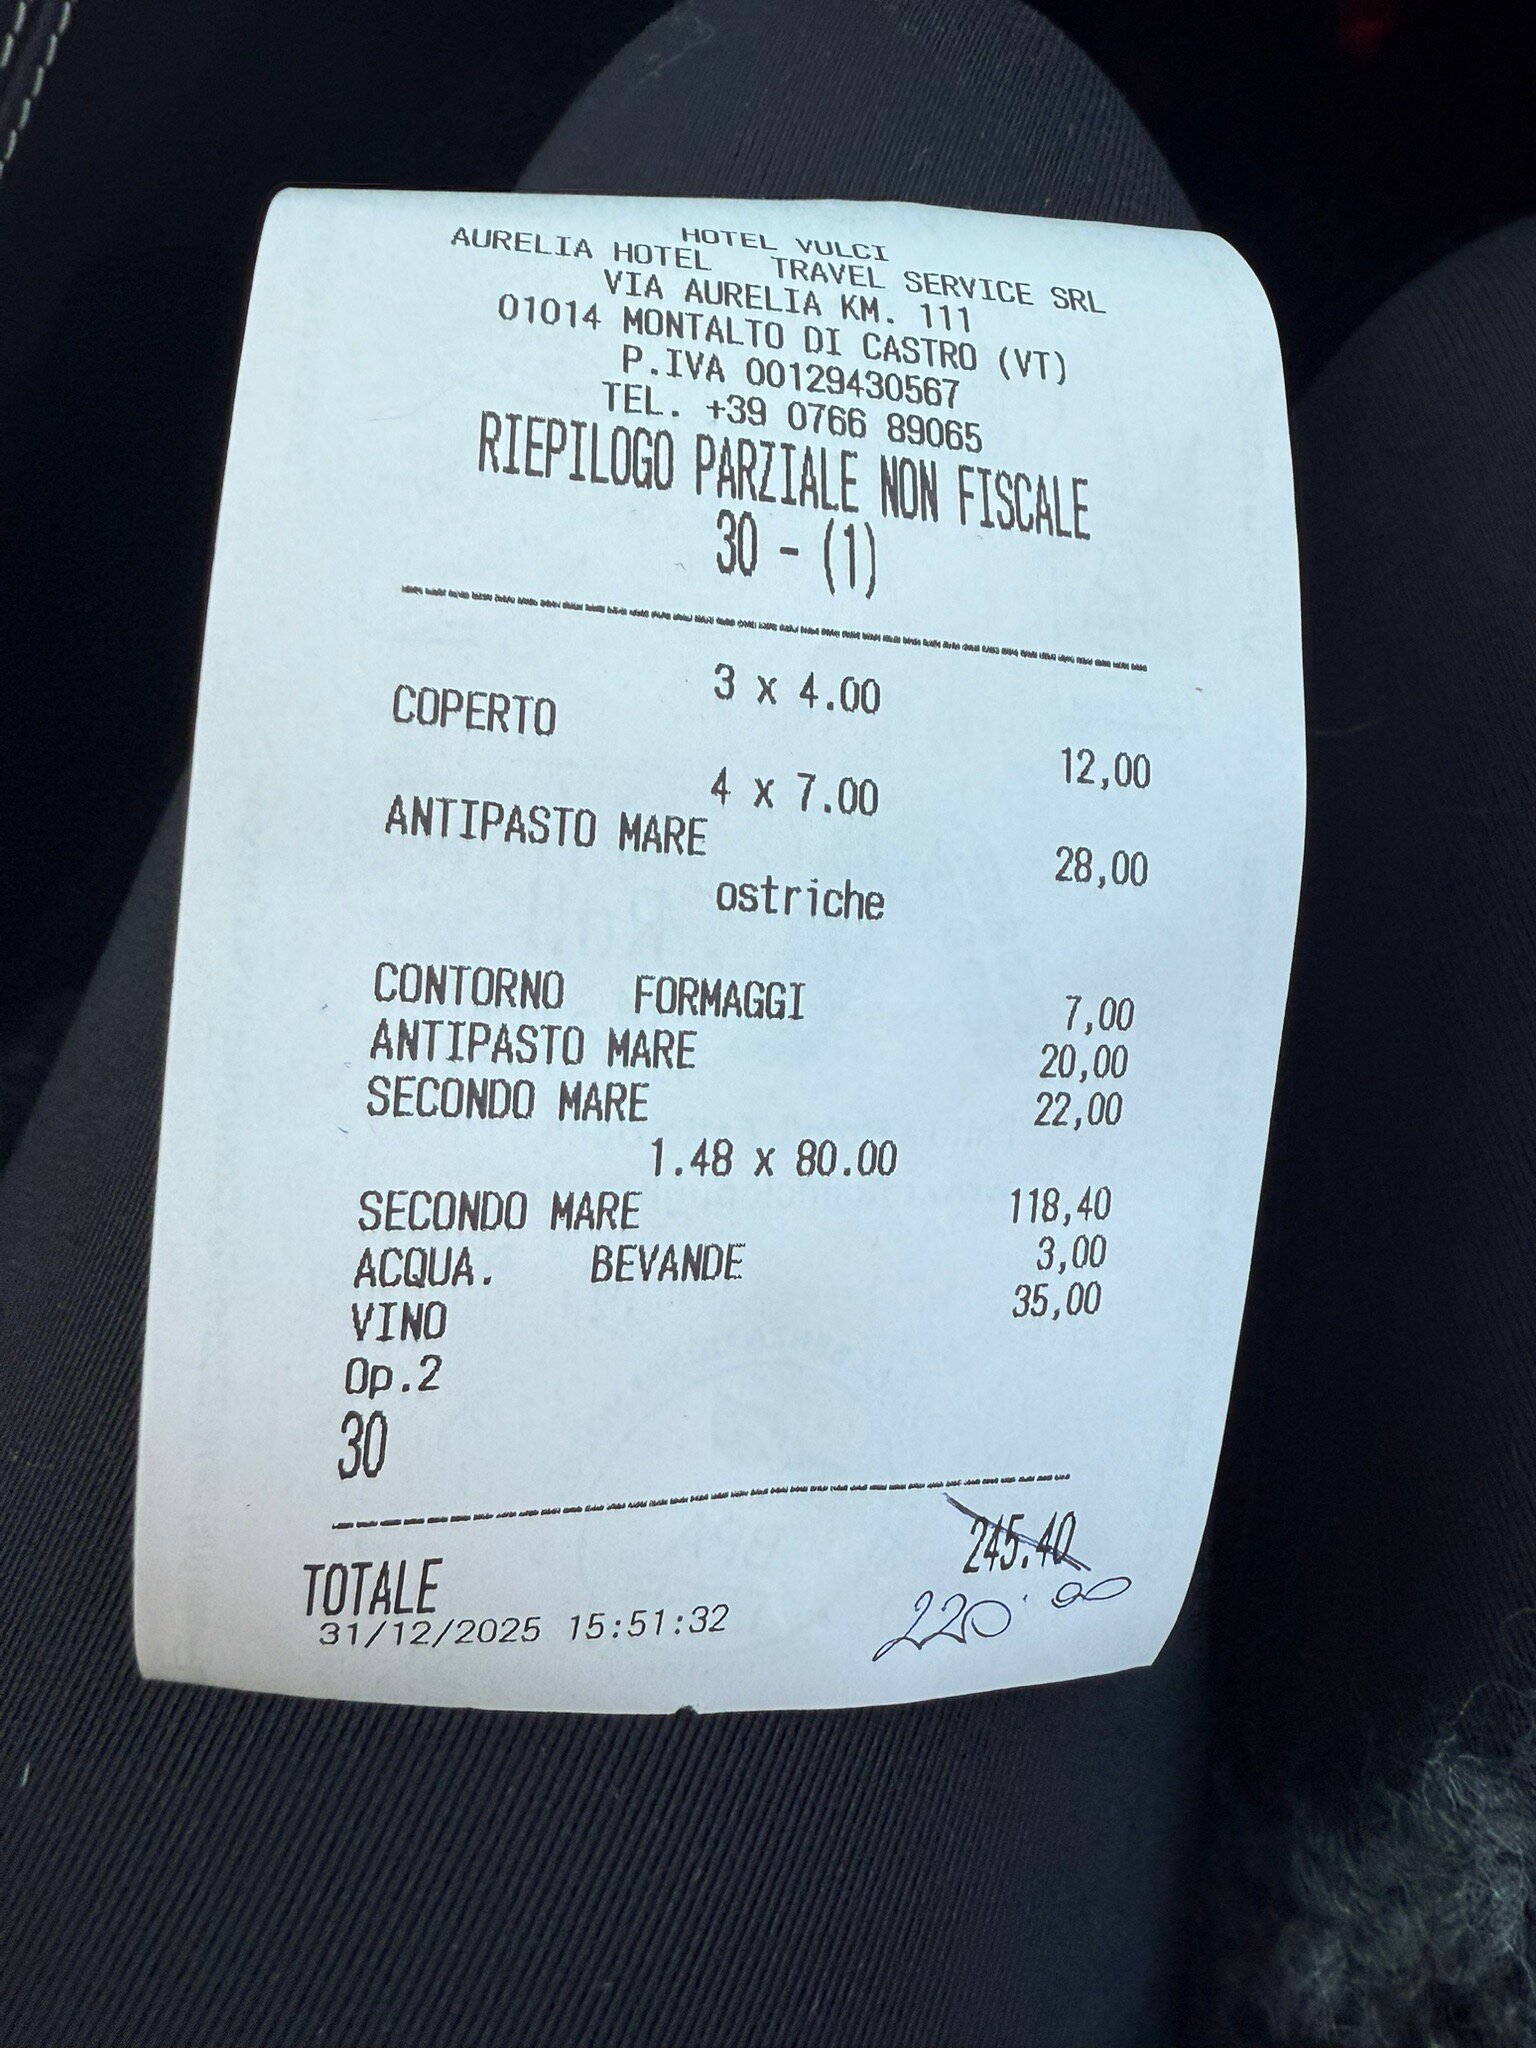 HOTEL VULCI
AURELIA HOTEL TRAVEL SERVICE SRL
VIA AURELIA KM. 111
01014 MONTALTO DI CASTRO (VT)
P.IVA 00129430567
TEL. +39 0766 89065
RIEPILOGO PARZIALE NON FISCALE
30 - (1)
3 x 4.00
COPERTO 12,00
4 x 7.00
ANTIPASTO MARE 28,00
ostriche
CONTORNO FORMAGGI 7,00
ANTIPASTO MARE 20,00
SECONDO MARE 22,00
1.48 x 80.00
SECONDO MARE 118,40
ACQUA. BEVANDE 3,00
VINO 35,00
Op.2
30
TOTALE 245.40
31/12/2025 15:51:32 220.00